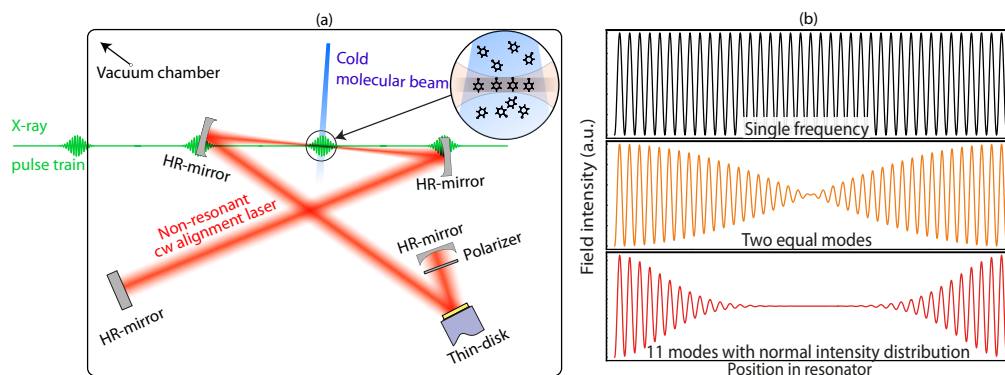 (a)
Vacuum chamber
Cold
molecular beam
X-ray
pulse train
HR-mirror
HR-mirror
Non-resonant
cw alignment laser
HR-mirror
Polarizer
HR-mirror
Thin-disk
(b)
Field intensity (a.u.)
Single frequency
Two equal modes
11 modes with normal intensity distribution
Position in resonator